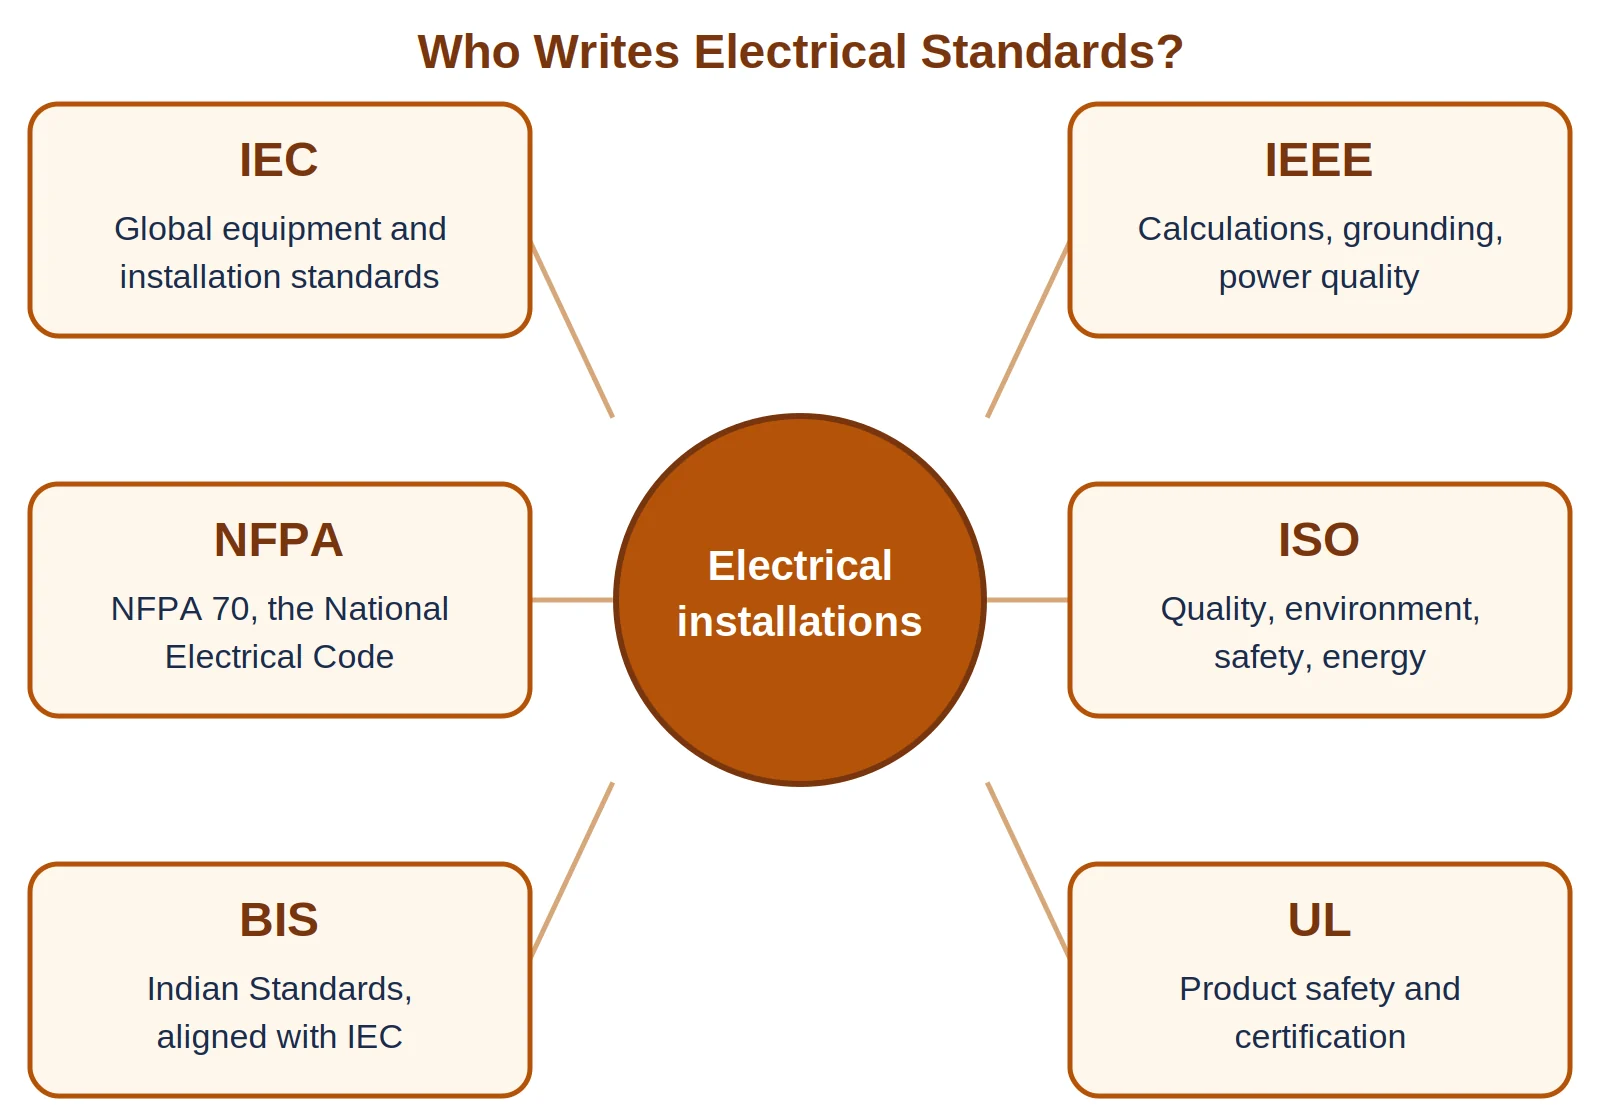 Who Writes Electrical Standards?
IEC
Global equipment and
installation standards
IEEE
Calculations, grounding,
power quality
NFPA
NFPA 70, the National
Electrical Code
Electrical
installations
ISO
Quality, environment,
safety, energy
BIS
Indian Standards,
aligned with IEC
UL
Product safety and
certification